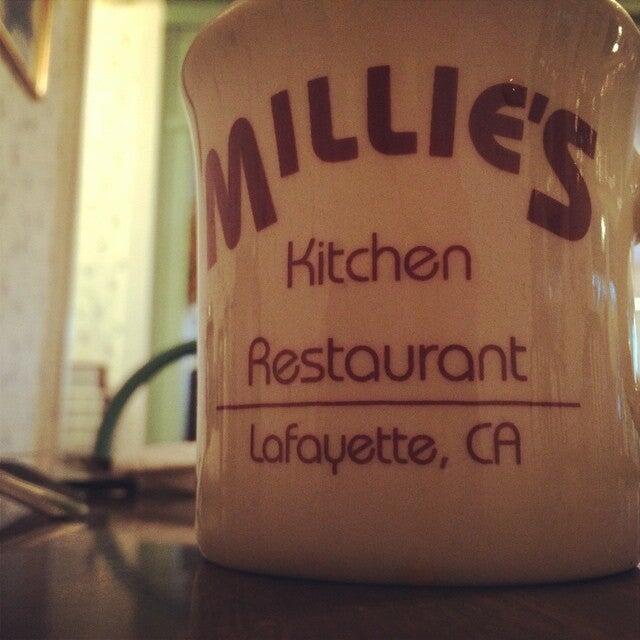 MILLIE'S
Kitchen
Restaurant
Lafayette, CA